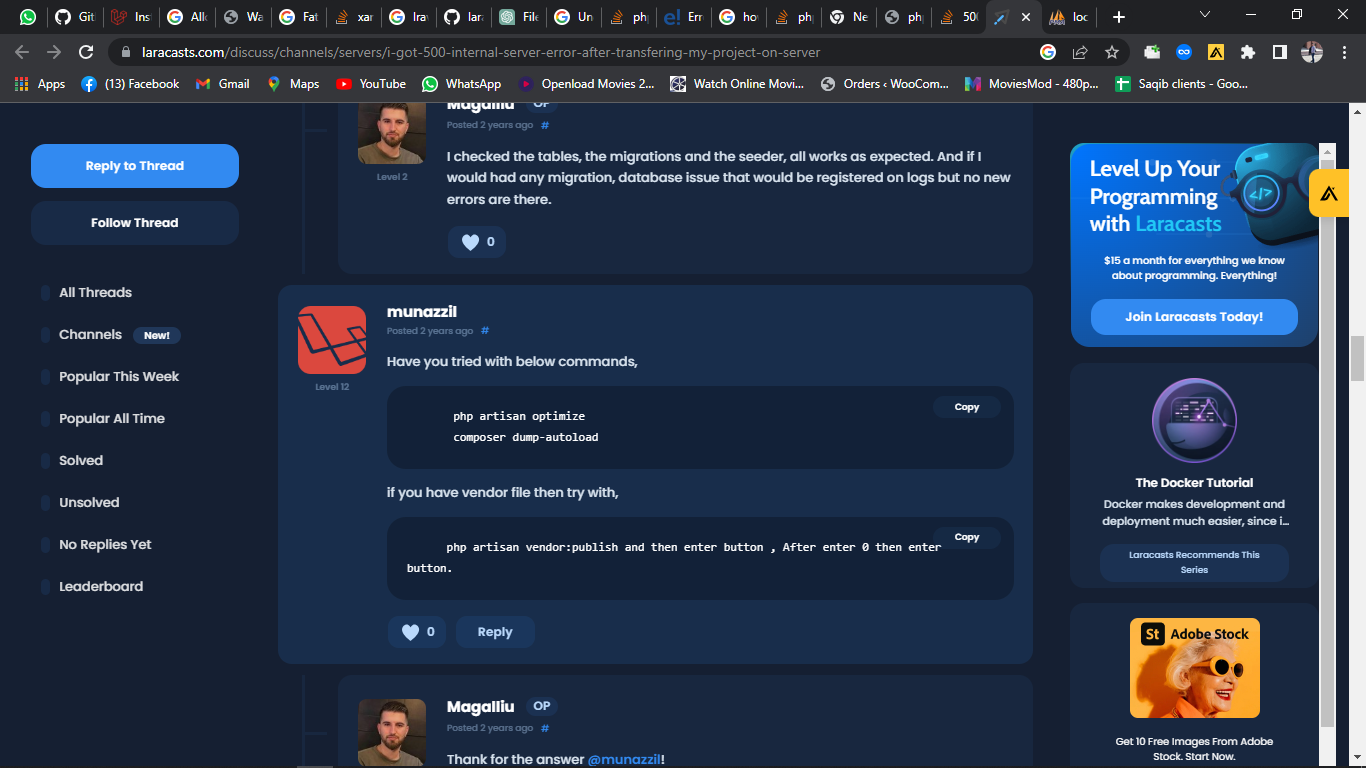 Git
Ins
Allo
Wa
Fat
xar
lrav
lara
File
Un
php
e! Err
how
php
Ne
php
500
loc
laracasts.com/discuss/channels/servers/i-got-500-internal-server-error-after-transfering-my-project-on-server
Apps
(13) Facebook
Gmail
Maps
YouTube
WhatsApp
Openload Movies 2...
Watch Online Movi...
Orders ‹ WooCom...
MoviesMod - 480p...
Saqib clients - Goo...
Reply to Thread
Follow Thread
All Threads
Channels New!
Popular This Week
Popular All Time
Solved
Unsolved
No Replies Yet
Leaderboard
Magalliu OP
Posted 2 years ago #
Level 2
I checked the tables, the migrations and the seeder, all works as expected. And if I
would had any migration, database issue that would be registered on logs but no new
errors are there.
0
munazzil
Posted 2 years ago #
Level 12
Have you tried with below commands,
Copy
php artisan optimize
composer dump-autoload
if you have vendor file then try with,
Copy
php artisan vendor:publish and then enter button , After enter 0 then enter
button.
0
Reply
Magalliu OP
Posted 2 years ago #
Thank for the answer @munazzil!
Level Up Your
Programming
with Laracasts
</>
$15 a month for everything we know
about programming. Everything!
Join Laracasts Today!
The Docker Tutorial
Docker makes development and
deployment much easier, since i...
Laracasts Recommends This
Series
St Adobe Stock
Get 10 Free Images From Adobe
Stock. Start Now.